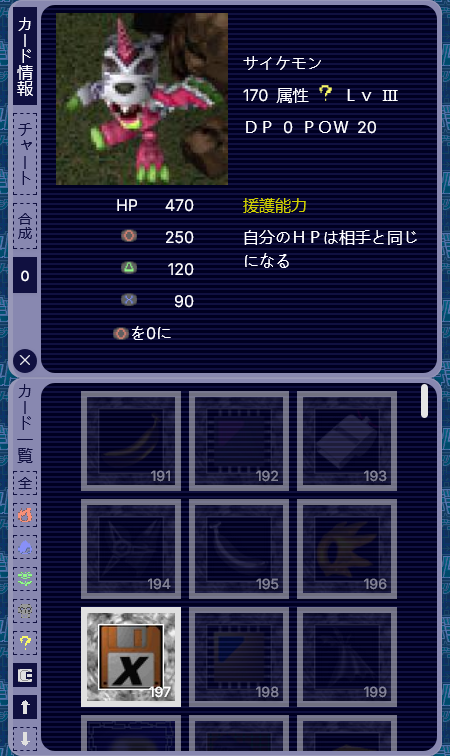 カード情報
チャート
合成
0
サイケモン
170 属性 ? Ｌｖ Ⅲ
ＤＰ 0 ＰＯＷ 20
HP 470
250
120
90
を0に
援護能力
自分のＨＰは相手と同じ
になる
カード一覧
全
?
191
192
193
194
195
196
X
197
198
199